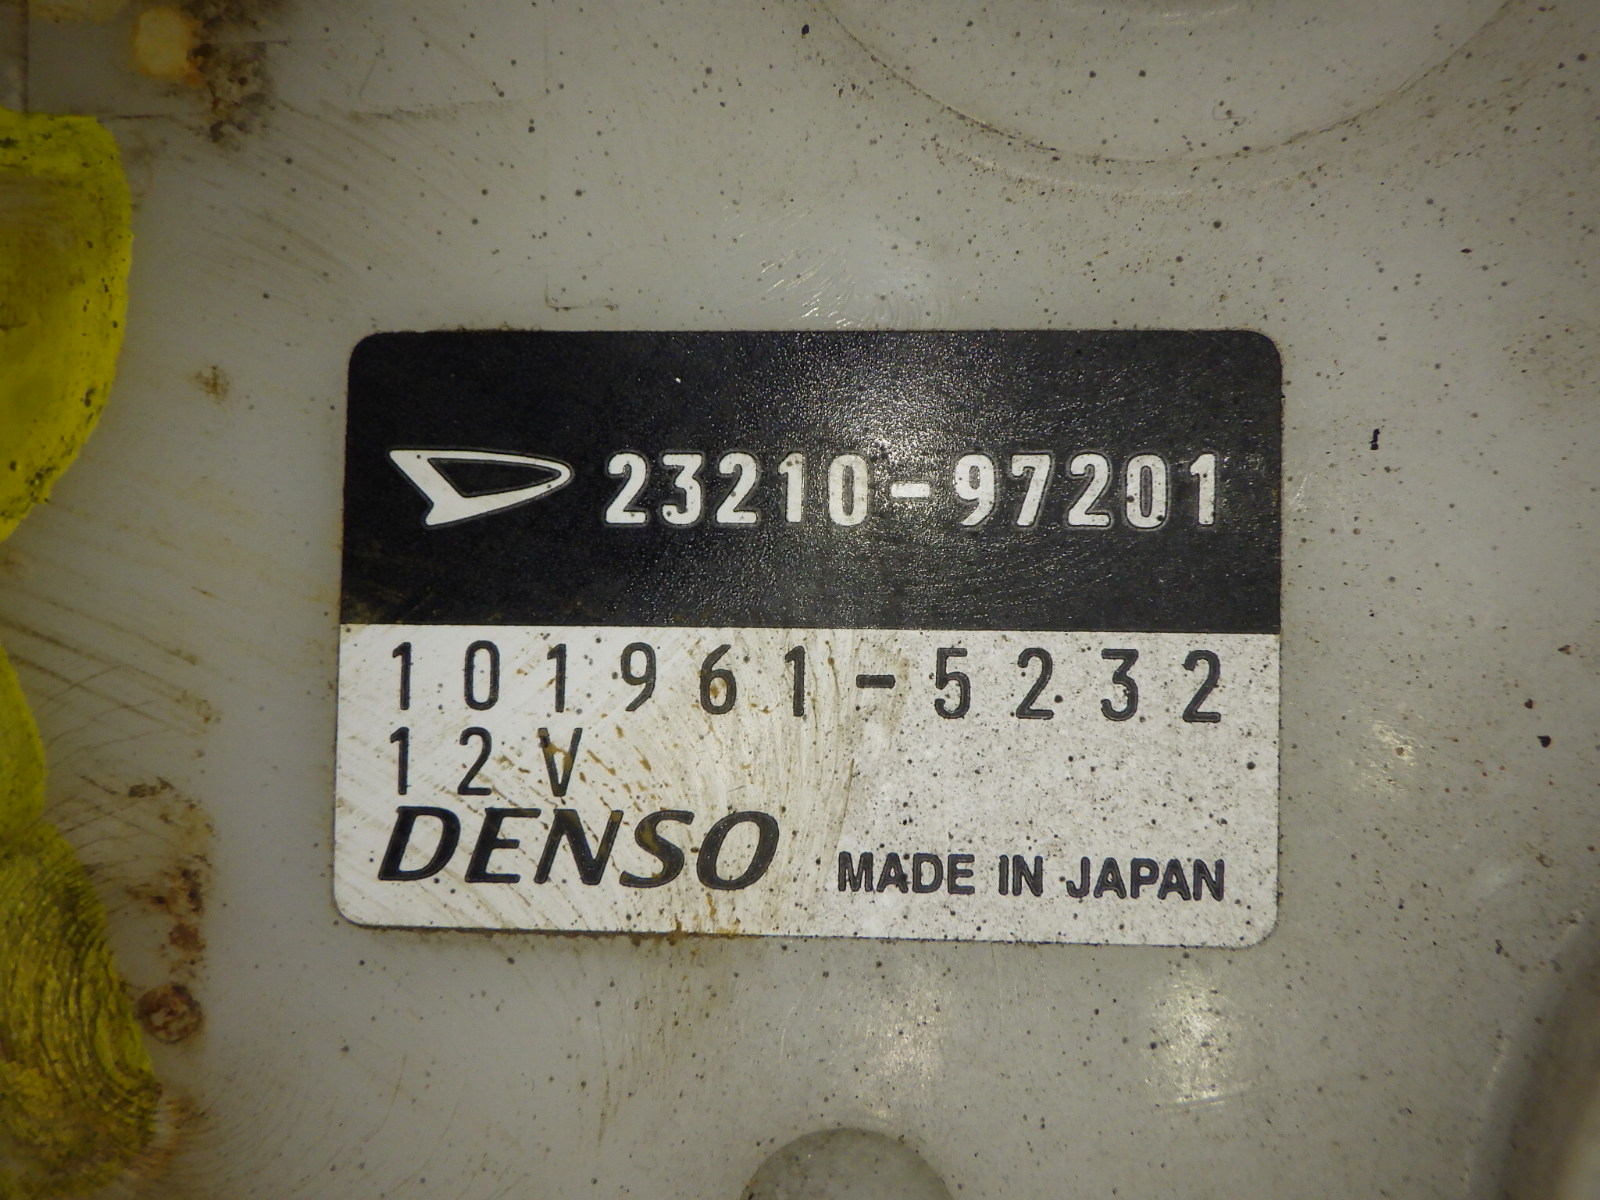 23210-97201
101961-5232
12V
DENSO MADE IN JAPAN